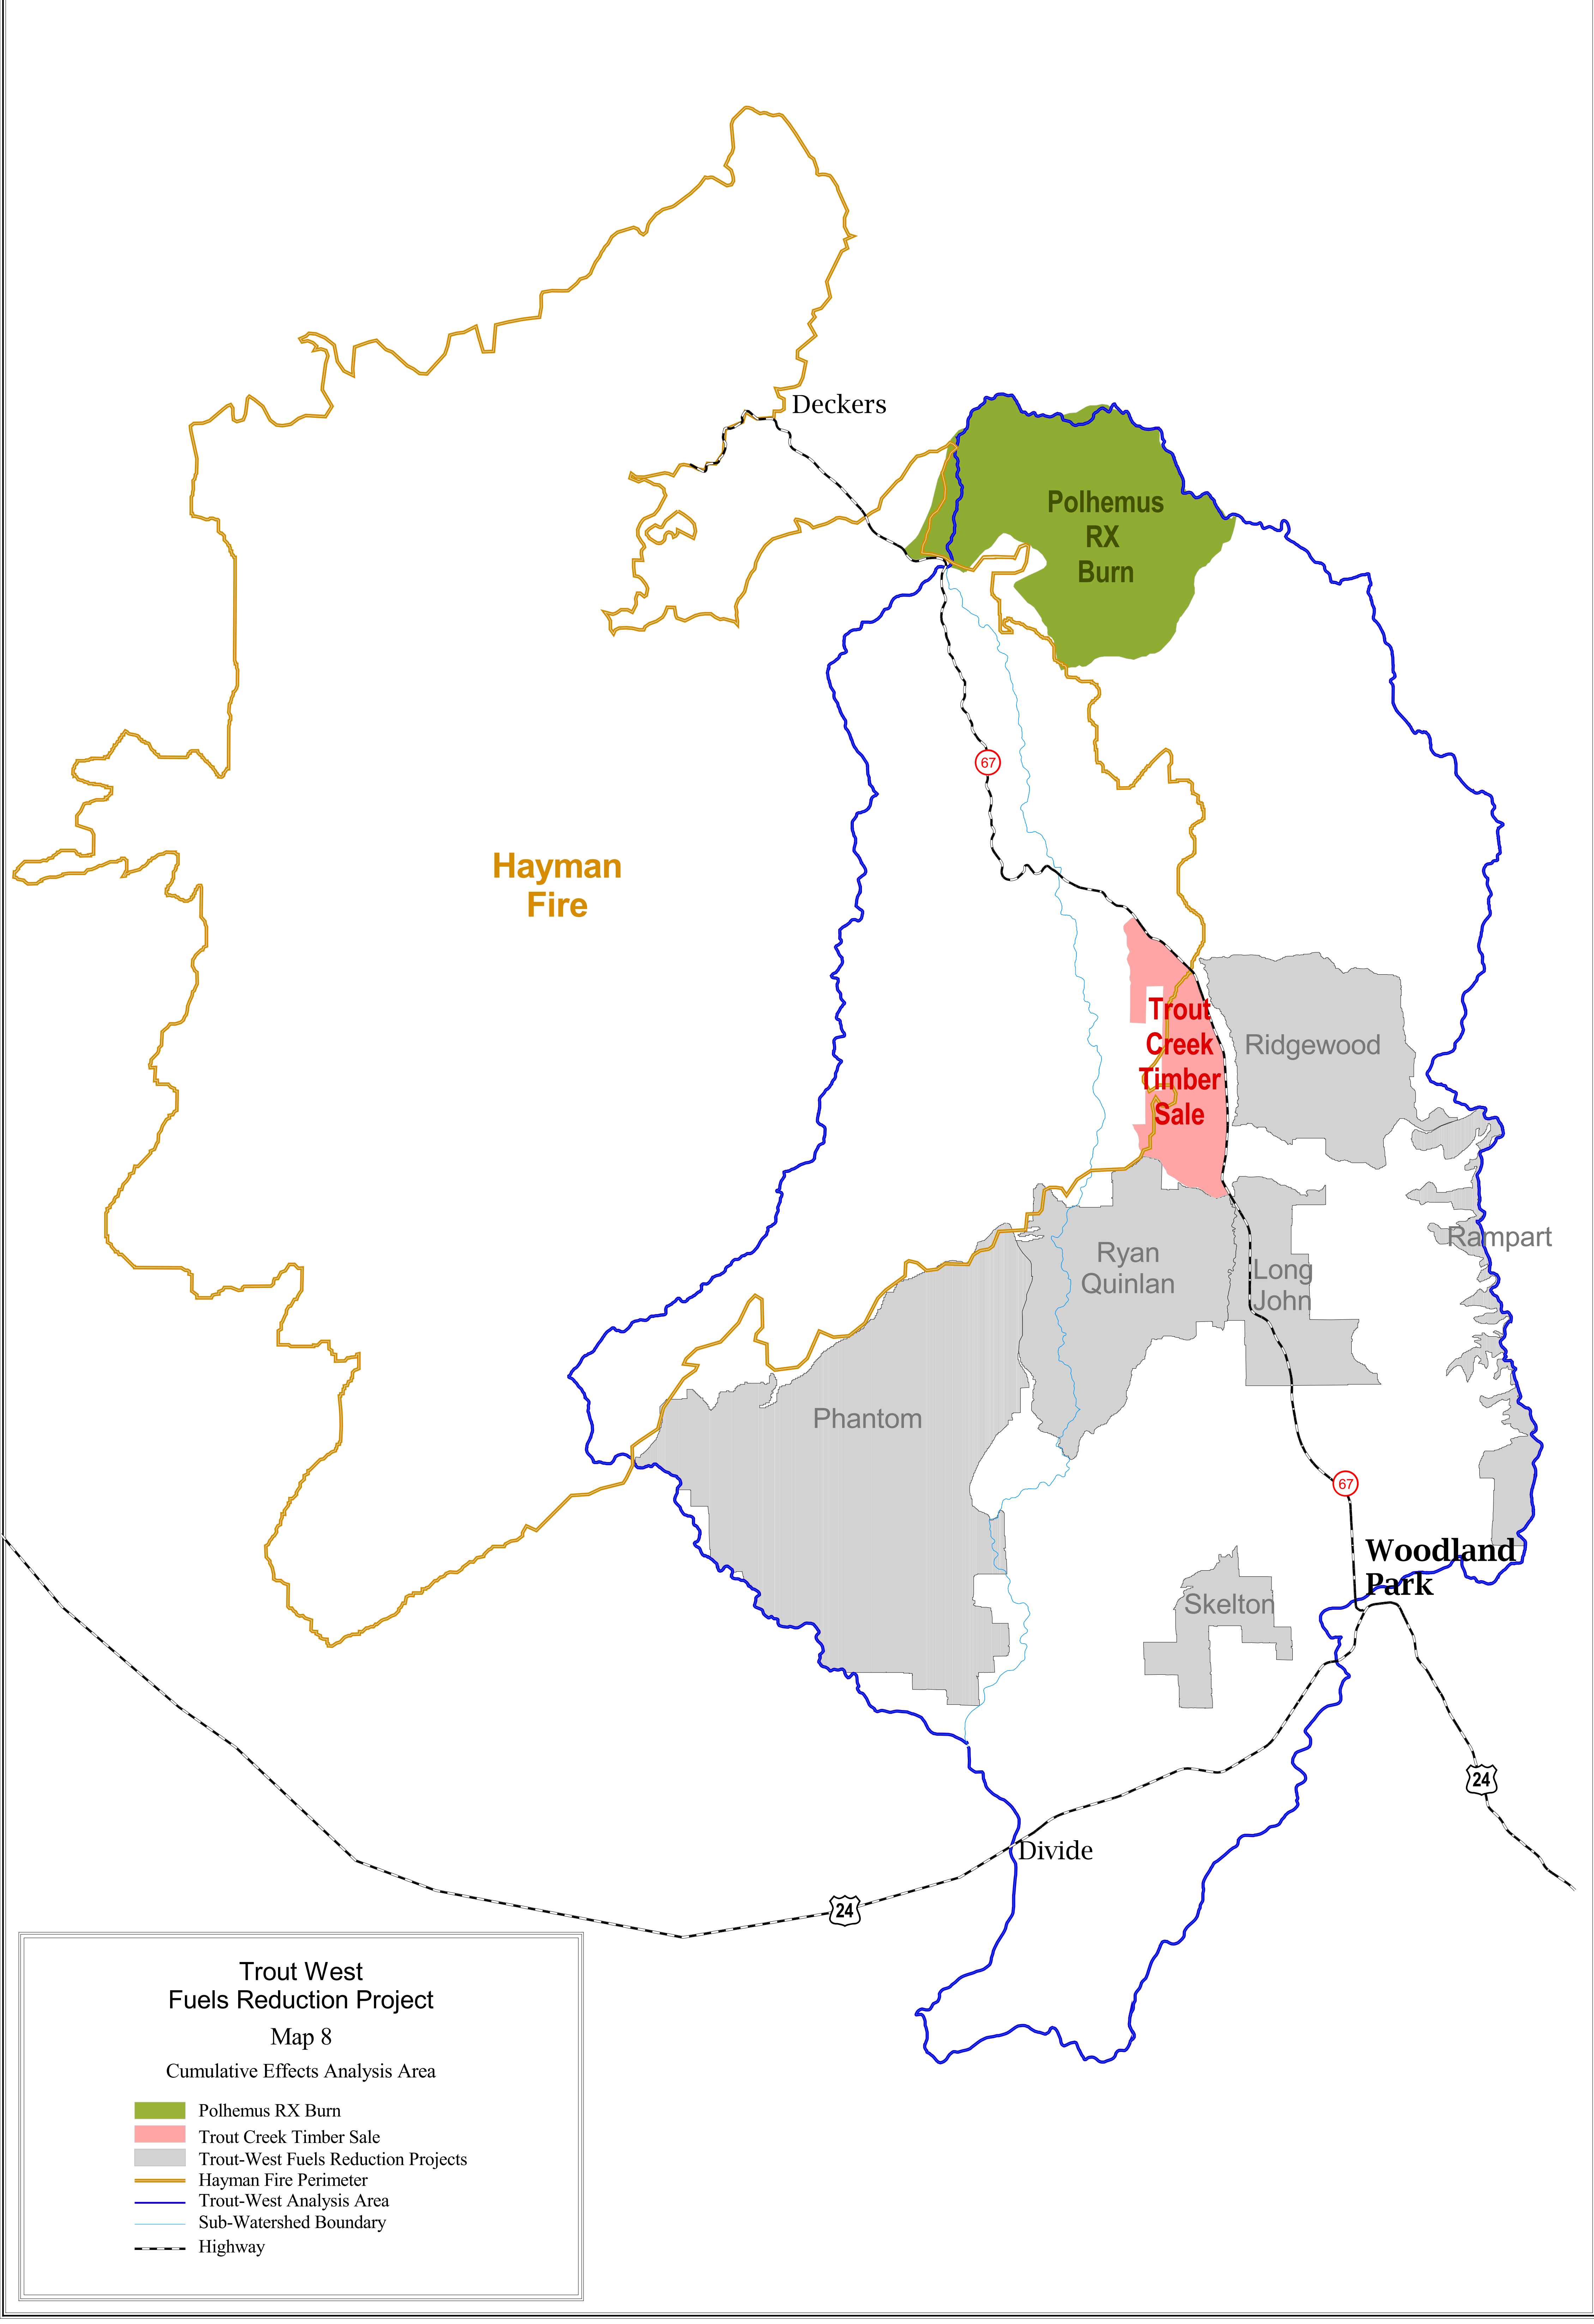 Deckers
Polhemus
RX
Burn
67
Hayman
Fire
Trout
Creek
Timber
Sale
Ridgewood
Rampart
Ryan
Quinlan
Long
John
Phantom
67
Woodland
Park
Skelton
24
Divide
24
Trout West
Fuels Reduction Project
Map 8
Cumulative Effects Analysis Area
Polhemus RX Burn
Trout Creek Timber Sale
Trout-West Fuels Reduction Projects
Hayman Fire Perimeter
Trout-West Analysis Area
Sub-Watershed Boundary
Highway